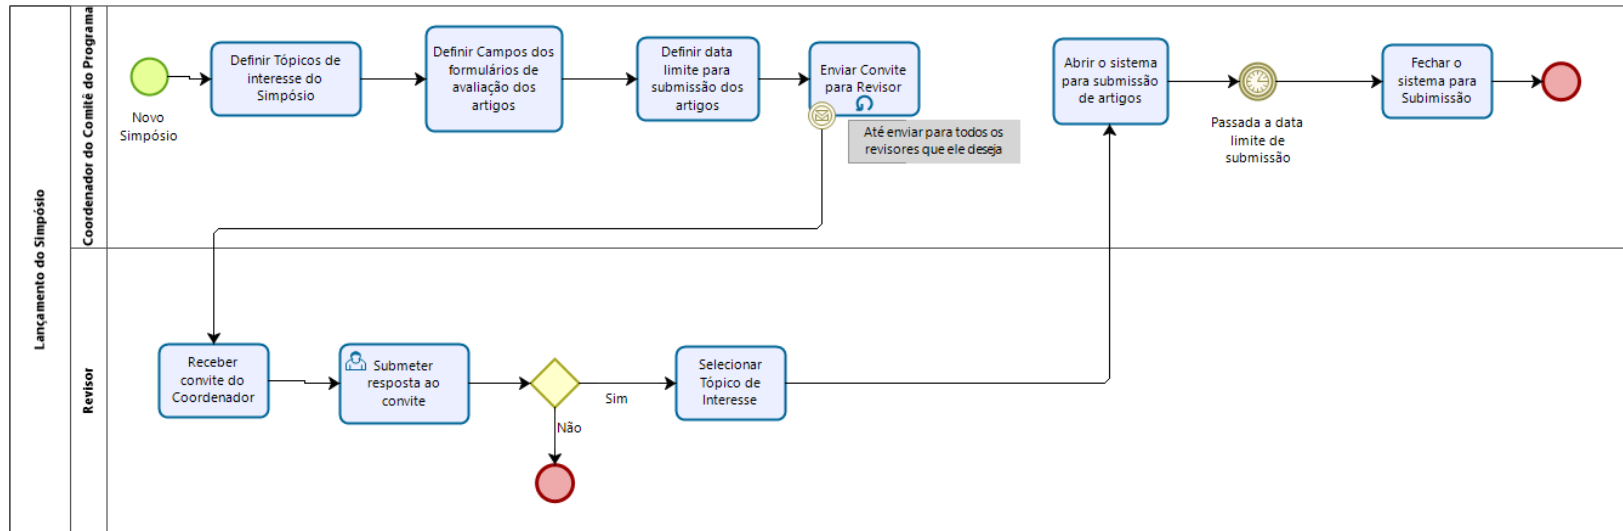 Lançamento do Simpósio
Coordenador do Comitê do Programa
Novo
Simpósio
Definir Tópicos de
interesse do
Simpósio
Definir Campos dos
formulários de
avaliação dos
artigos
Definir data
limite para
submissão dos
artigos
Enviar Convite
para Revisor
Até enviar para todos os
revisores que ele deseja
Abrir o sistema
para submissão
de artigos
Passada a data
limite de
submissão
Fechar o
sistema para
Subimissão
Revisor
Receber
convite do
Coordenador
Submeter
resposta ao
convite
Sim
Não
Selecionar
Tópico de
Interesse